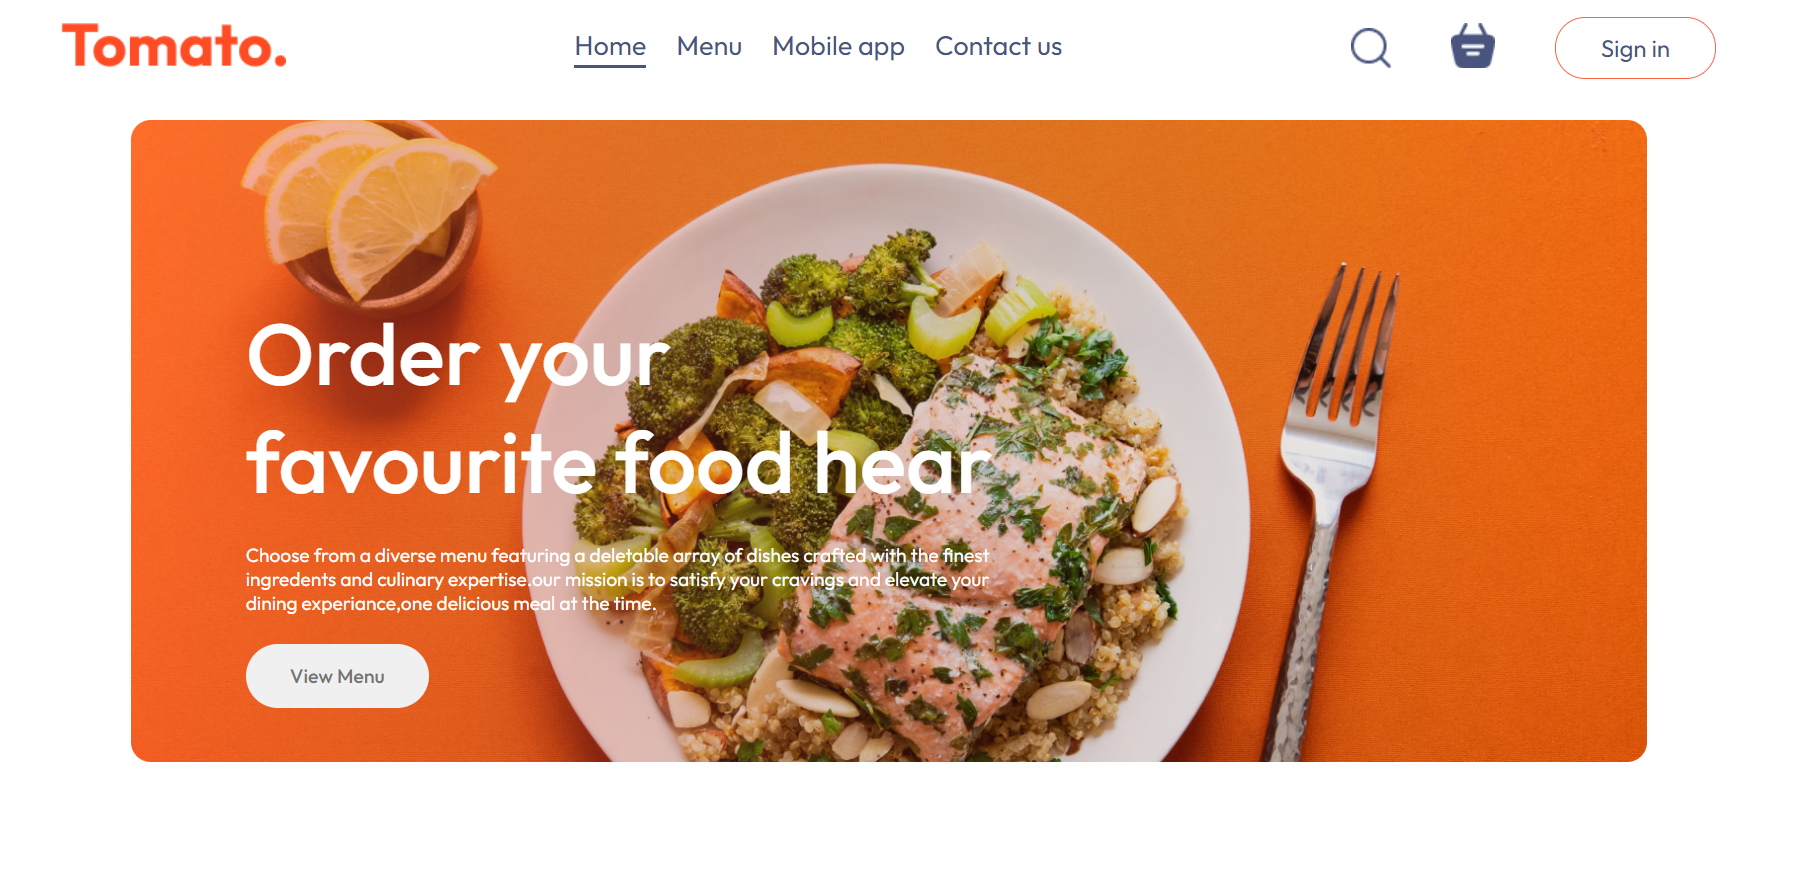 Tomato.
Home Menu Mobile app Contact us
Sign in
Order your
favourite food hear
Choose from a diverse menu featuring a deletable array of dishes crafted with the finest
ingredents and culinary expertise.our mission is to satisfy your cravings and elevate your
dining experiance,one delicious meal at the time.
View Menu